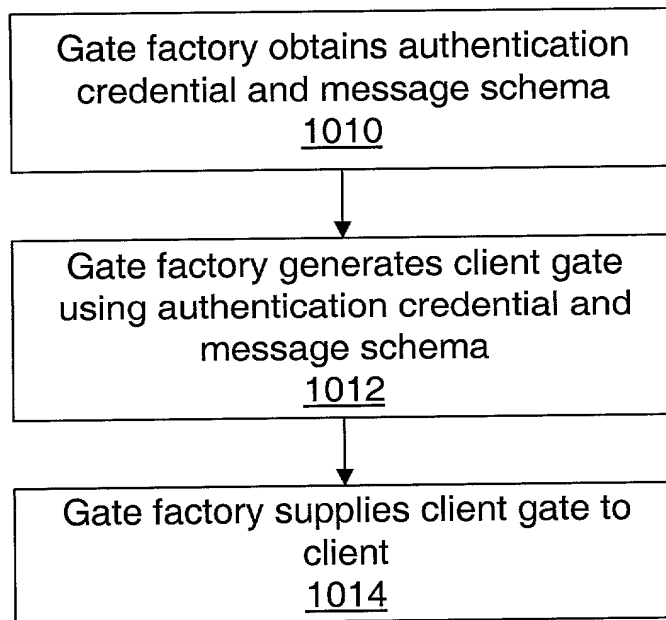 Gate factory obtains authentication
credential and message schema
1010
Gate factory generates client gate
using authentication credential and
message schema
1012
Gate factory supplies client gate to
client
1014